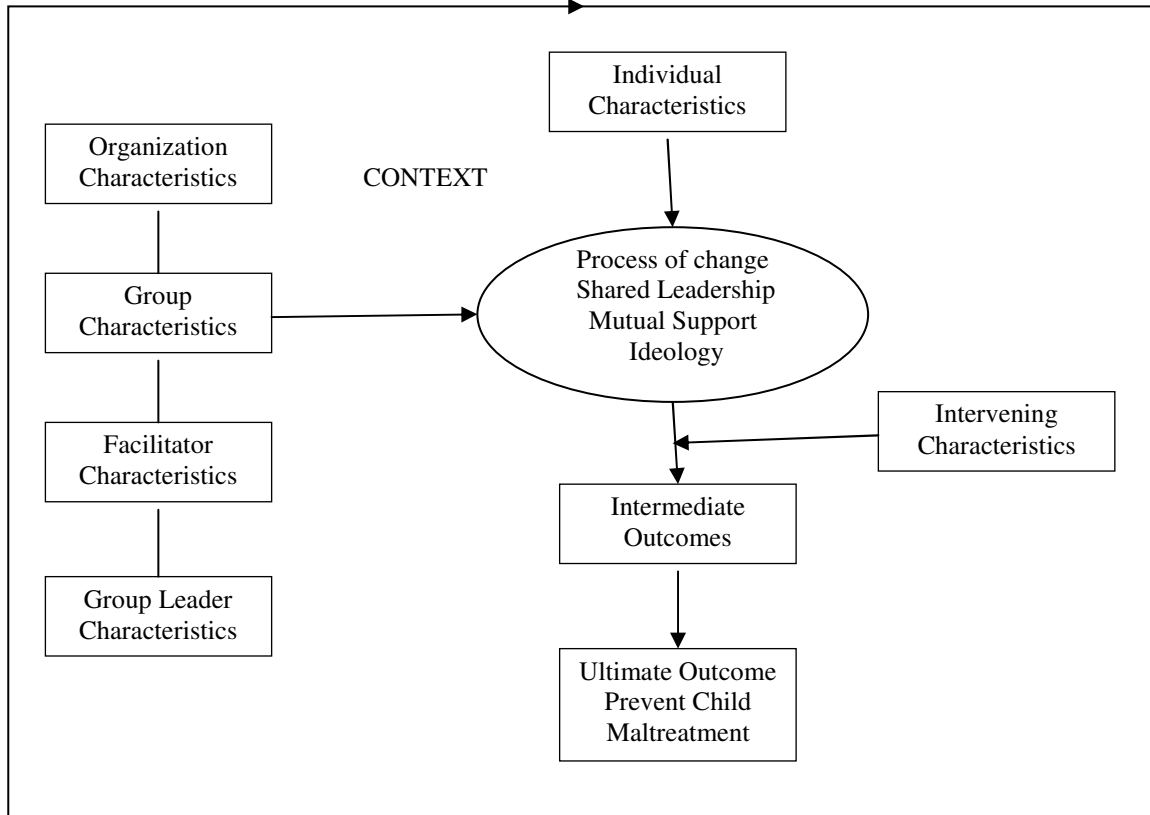 Individual
Characteristics
Organization
Characteristics
CONTEXT
Process of change
Shared Leadership
Mutual Support
Ideology
Group
Characteristics
Intervening
Characteristics
Facilitator
Characteristics
Intermediate
Outcomes
Group Leader
Characteristics
Ultimate Outcome
Prevent Child
Maltreatment